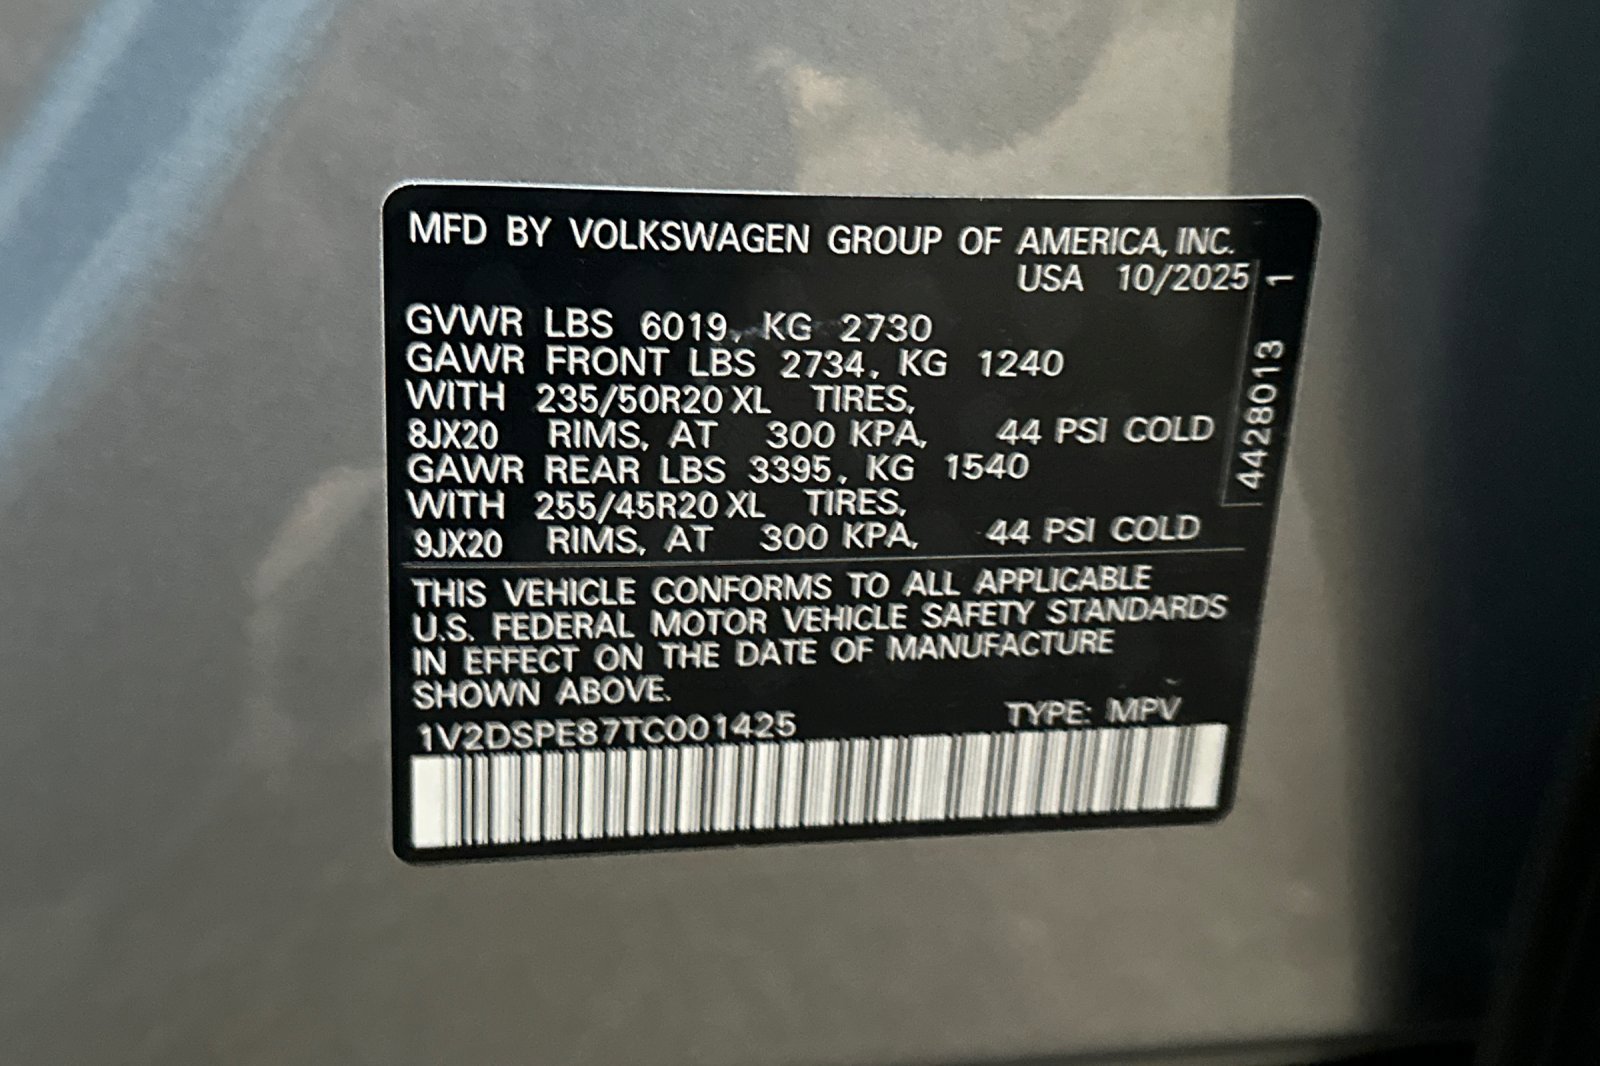 MFD BY VOLKSWAGEN GROUP OF AMERICA, INC.
USA 10/2025
GVWR LBS 6019, KG 2730
GAWR FRONT LBS 2734, KG 1240
WITH 235/50R20 XL TIRES,
8JX20 RIMS, AT 300 KPA, 44 PSI COLD
GAWR REAR LBS 3395, KG 1540
WITH 255/45R20 XL TIRES,
9JX20 RIMS, AT 300 KPA, 44 PSI COLD
4428013 1
THIS VEHICLE CONFORMS TO ALL APPLICABLE
U.S. FEDERAL MOTOR VEHICLE SAFETY STANDARDS
IN EFFECT ON THE DATE OF MANUFACTURE
SHOWN ABOVE.
1V2DSPE87TC001425 TYPE: MPV